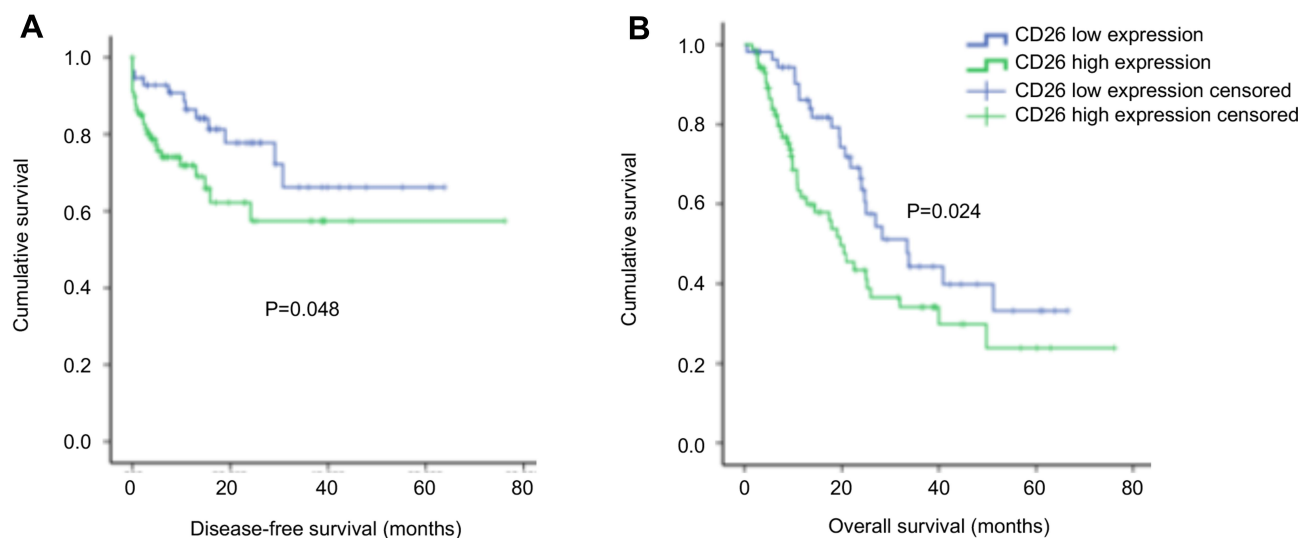 A
Cumulative survival
1.0
0.8
0.6
0.4
0.2
0.0
P=0.048
0 20 40 60 80
Disease-free survival (months)
B
Cumulative survival
1.0
0.8
0.6
0.4
0.2
0.0
CD26 low expression
CD26 high expression
CD26 low expression censored
CD26 high expression censored
P=0.024
0 20 40 60 80
Overall survival (months)